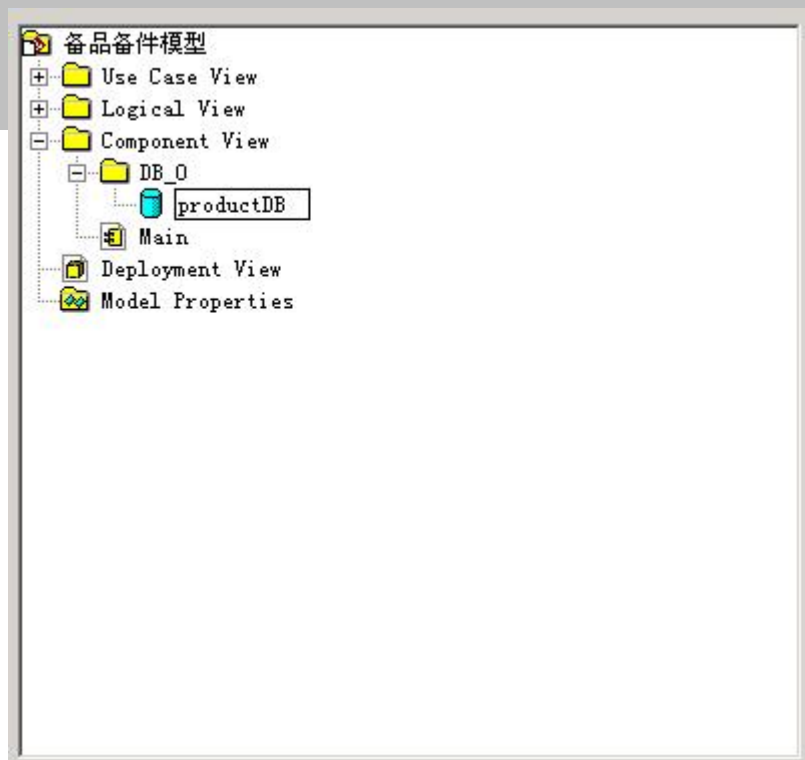 备品备件模型
Use Case View
Logical View
Component View
DB_0
productDB
Main
Deployment View
Model Properties